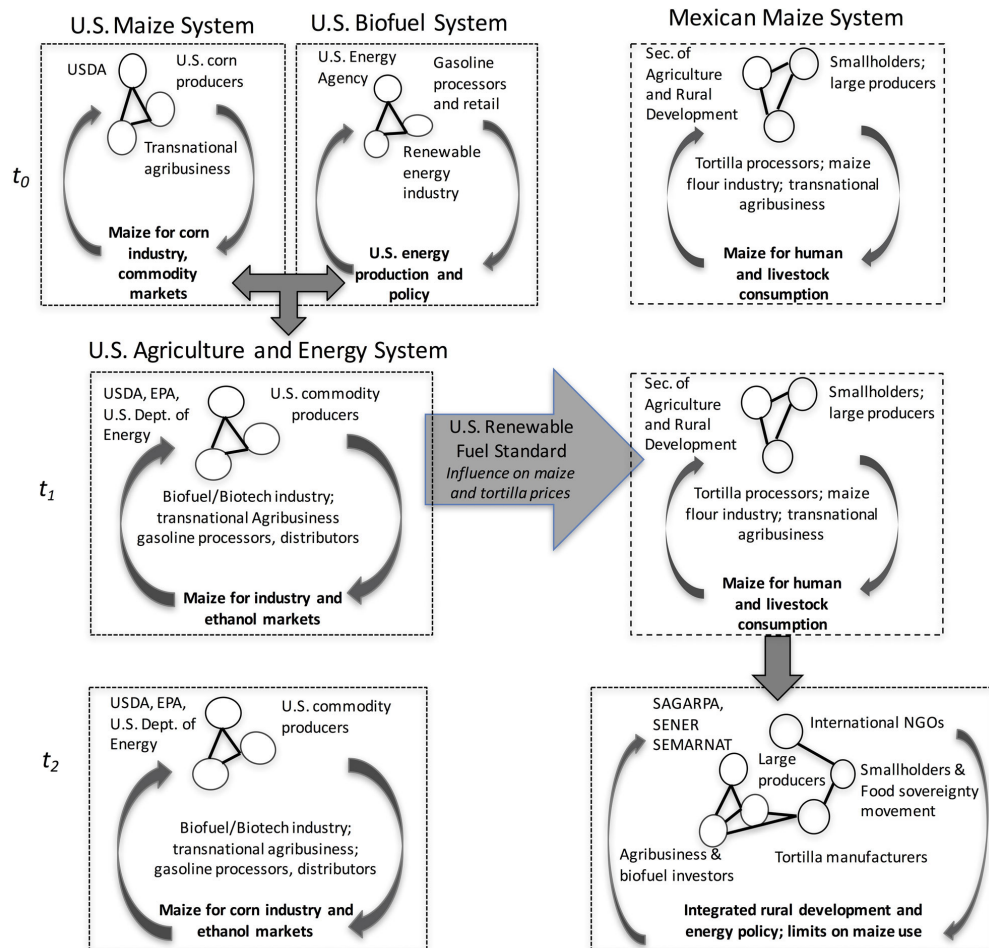 U.S. Maize System
U.S. Biofuel System
Mexican Maize System
t0
USDA
U.S. corn
producers
Transnational
agribusiness
Maize for corn
industry,
commodity
markets
U.S. Energy
Agency
Gasoline
processors
and retail
Renewable
energy
industry
U.S. energy
production and
policy
Sec. of
Agriculture
and Rural
Development
Smallholders;
large producers
Tortilla processors; maize
flour industry; transnational
agribusiness
Maize for human
and livestock
consumption
U.S. Agriculture and Energy System
t1
USDA, EPA,
U.S. Dept. of
Energy
U.S. commodity
producers
Biofuel/Biotech industry;
transnational Agribusiness
gasoline processors, distributors
Maize for industry and
ethanol markets
U.S. Renewable
Fuel Standard
Influence on maize
and tortilla prices
Sec. of
Agriculture
and Rural
Development
Smallholders;
large producers
Tortilla processors; maize
flour industry; transnational
agribusiness
Maize for human
and livestock
consumption
t2
USDA, EPA,
U.S. Dept. of
Energy
U.S. commodity
producers
Biofuel/Biotech industry;
transnational agribusiness;
gasoline processors, distributors
Maize for corn industry and
ethanol markets
SAGARPA,
SENER
SEMARNAT
International NGOs
Large
producers
Smallholders &
Food sovereignty
movement
Agribusiness &
biofuel investors
Tortilla manufacturers
Integrated rural development and
energy policy; limits on maize use